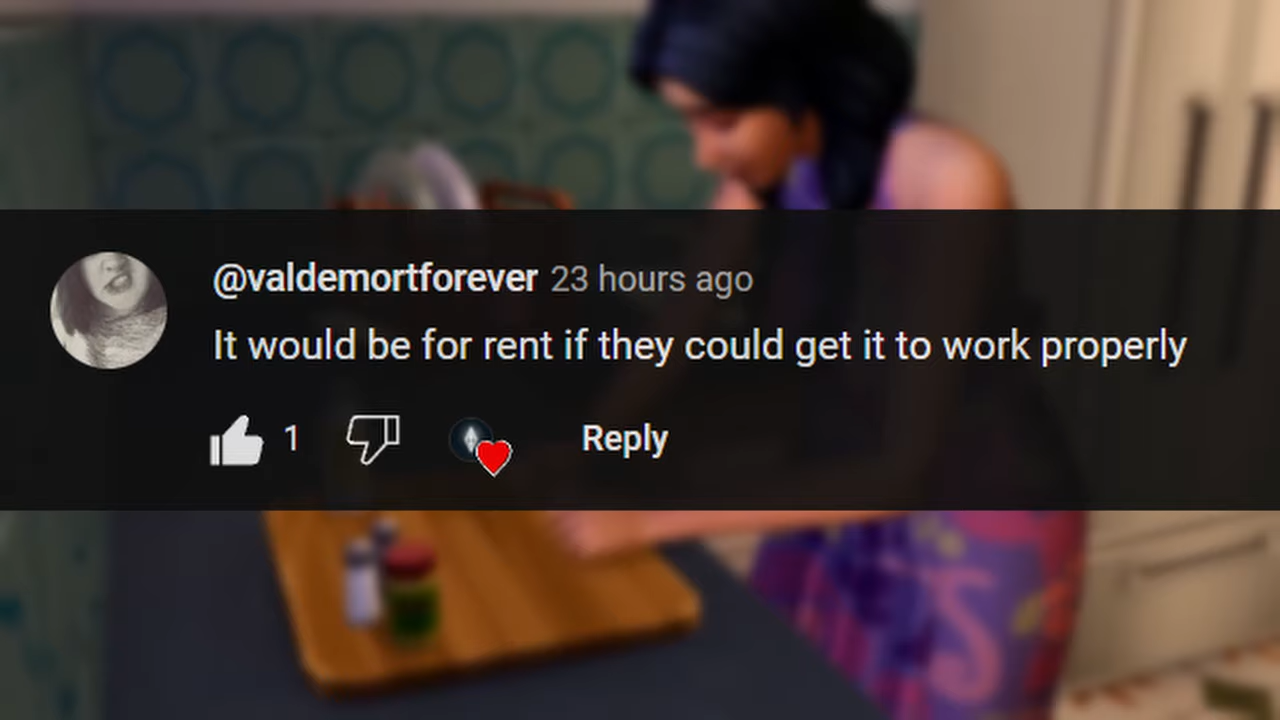 @valdemortforever 23 hours ago
It would be for rent if they could get it to work properly
1 Reply